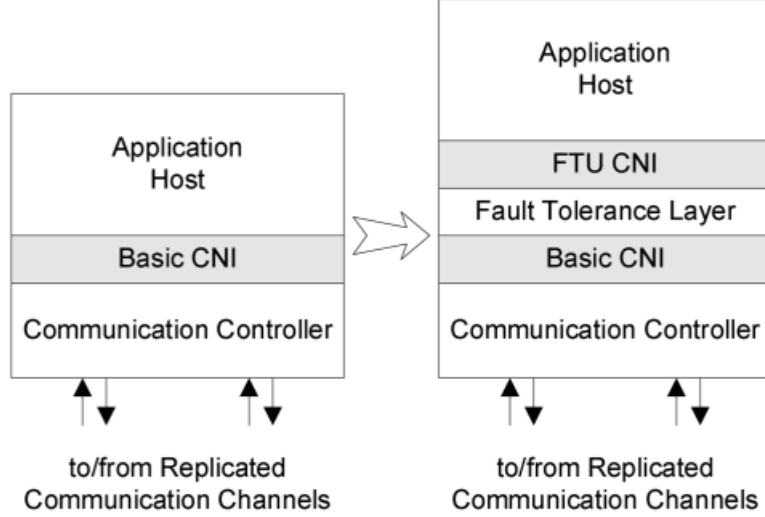 Application
Host
Basic CNI
Communication Controller
to/from Replicated
Communication Channels
Application
Host
FTU CNI
Fault Tolerance Layer
Basic CNI
Communication Controller
to/from Replicated
Communication Channels